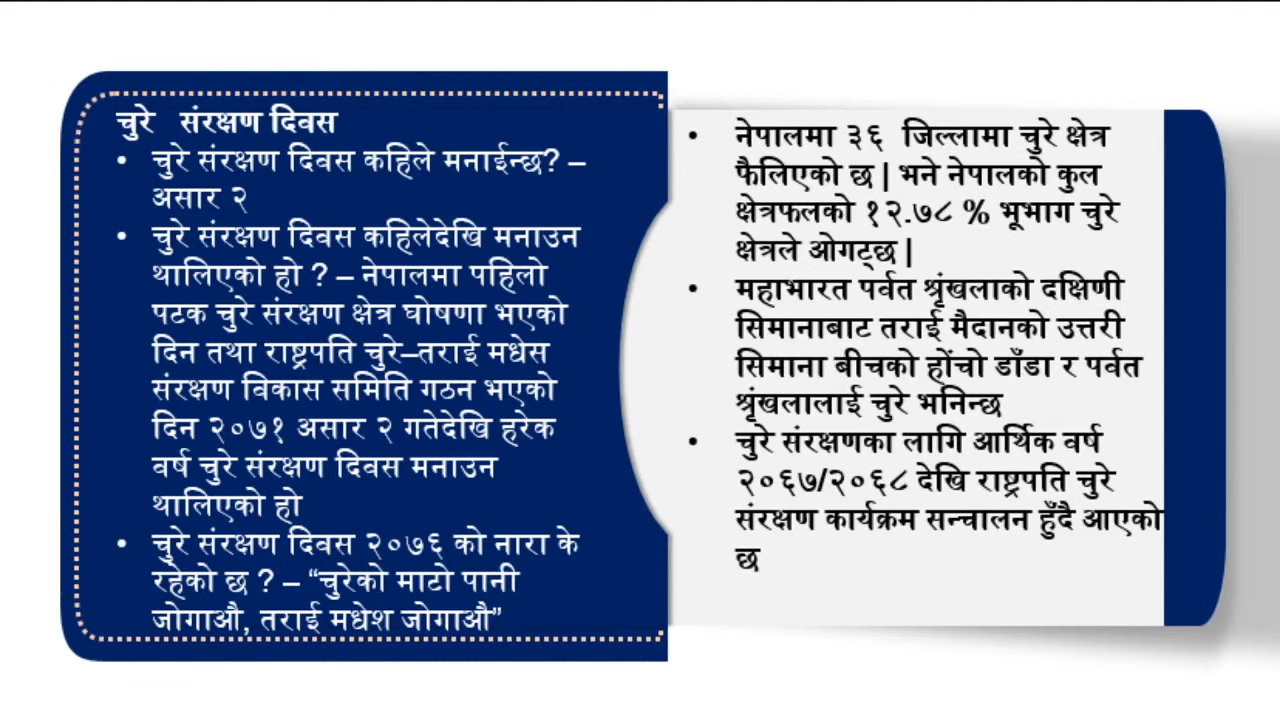 चुरे संरक्षण दिवस
• चुरे संरक्षण दिवस कहिले मनाईन्छ? –
असार २
• चुरे संरक्षण दिवस कहिलेदेखि मनाउन
थालिएको हो ? – नेपालमा पहिलो
पटक चुरे संरक्षण क्षेत्र घोषणा भएको
दिन तथा राष्ट्रपति चुरे–तराई मधेस
संरक्षण विकास समिति गठन भएको
दिन २०७१ असार २ गतेदेखि हरेक
वर्ष चुरे संरक्षण दिवस मनाउन
थालिएको हो
• चुरे संरक्षण दिवस २०७६ को नारा के
रहेको छ ? – “चुरेको माटो पानी
जोगाऔ, तराई मधेश जोगाऔ”
• नेपालमा ३६ जिल्लामा चुरे क्षेत्र
फैलिएको छ | भने नेपालको कुल
क्षेत्रफलको १२.७८ % भूभाग चुरे
क्षेत्रले ओगट्छ |
• महाभारत पर्वत श्रृंखलाको दक्षिणी
सिमानाबाट तराई मैदानको उत्तरी
सिमाना बीचको होंचो डाँडा र पर्वत
श्रृंखलालाई चुरे भनिन्छ
• चुरे संरक्षणका लागि आर्थिक वर्ष
२०६७/२०६८ देखि राष्ट्रपति चुरे
संरक्षण कार्यक्रम सन्चालन हुँदै आएको
छ